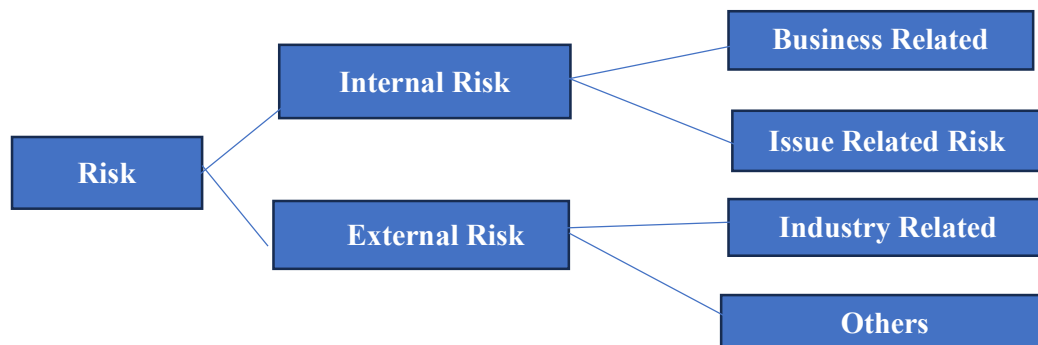 Risk
Internal Risk
External Risk
Business Related
Issue Related Risk
Industry Related
Others